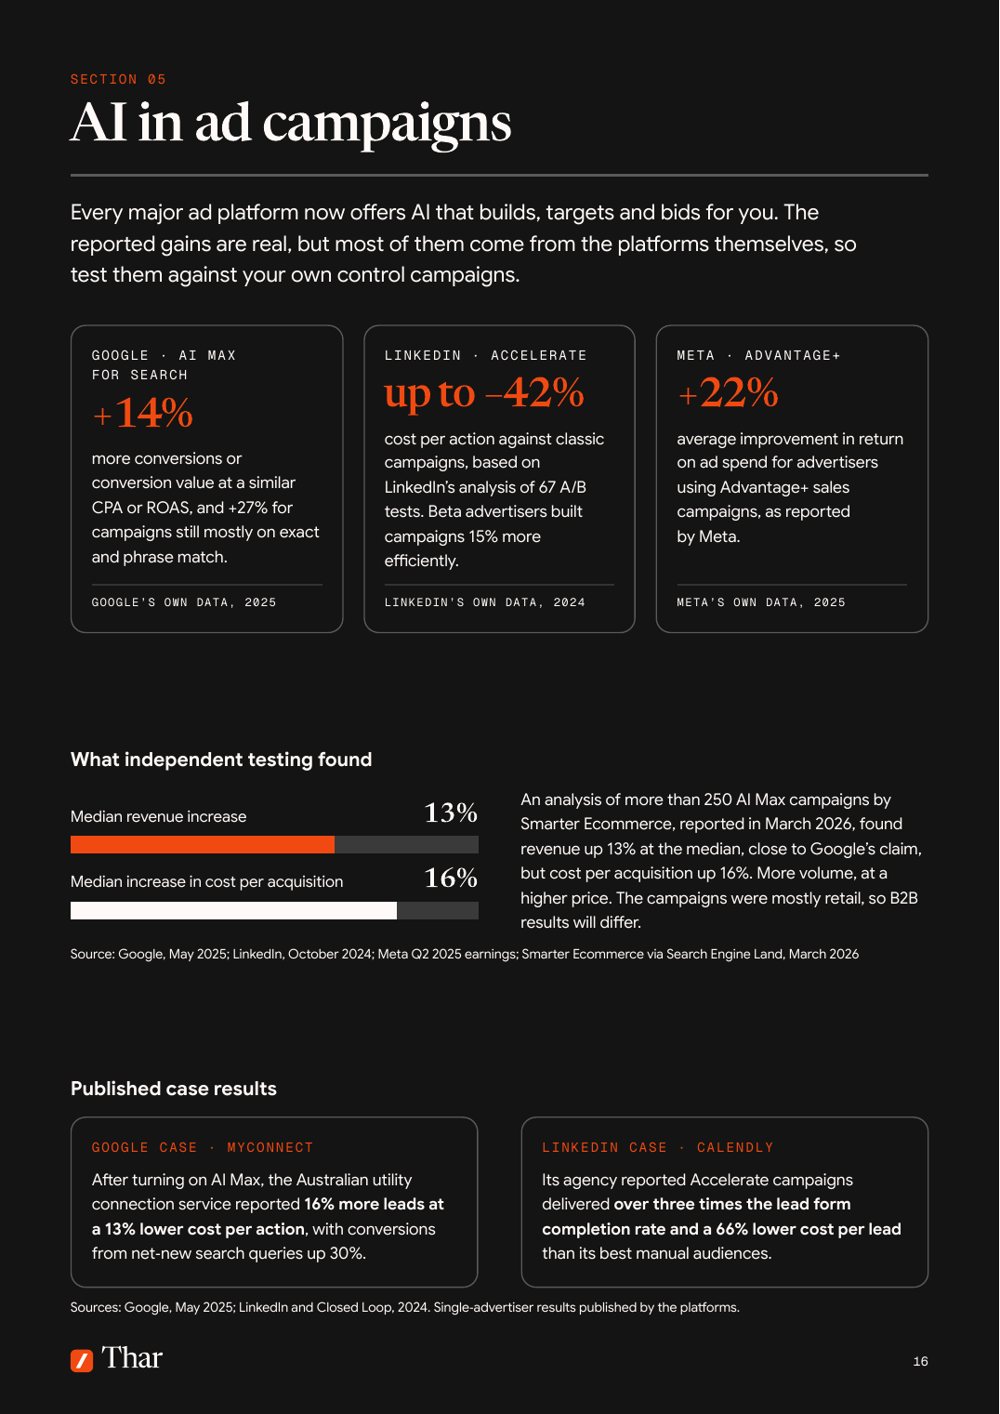 SECTION 05
AI in ad campaigns
Every major ad platform now offers AI that builds, targets and bids for you. The
reported gains are real, but most of them come from the platforms themselves, so
test them against your own control campaigns.
GOOGLE · AI MAX
FOR SEARCH
+14%
more conversions or
conversion value at a similar
CPA or ROAS, and +27% for
campaigns still mostly on exact
and phrase match.
GOOGLE'S OWN DATA, 2025
LINKEDIN · ACCELERATE
up to –42%
cost per action against classic
campaigns, based on
LinkedIn's analysis of 67 A/B
tests. Beta advertisers built
campaigns 15% more
efficiently.
LINKEDIN'S OWN DATA, 2024
META · ADVANTAGE+
+22%
average improvement in return
on ad spend for advertisers
using Advantage+ sales
campaigns, as reported
by Meta.
META'S OWN DATA, 2025
What independent testing found
Median revenue increase 13%
Median increase in cost per acquisition 16%
An analysis of more than 250 AI Max campaigns by
Smarter Ecommerce, reported in March 2026, found
revenue up 13% at the median, close to Google's claim,
but cost per acquisition up 16%. More volume, at a
higher price. The campaigns were mostly retail, so B2B
results will differ.
Source: Google, May 2025; LinkedIn, October 2024; Meta Q2 2025 earnings; Smarter Ecommerce via Search Engine Land, March 2026
Published case results
GOOGLE CASE · MYCONNECT
After turning on AI Max, the Australian utility
connection service reported 16% more leads at
a 13% lower cost per action, with conversions
from net-new search queries up 30%.
LINKEDIN CASE · CALENDLY
Its agency reported Accelerate campaigns
delivered over three times the lead form
completion rate and a 66% lower cost per lead
than its best manual audiences.
Sources: Google, May 2025; LinkedIn and Closed Loop, 2024. Single-advertiser results published by the platforms.
Thar
16